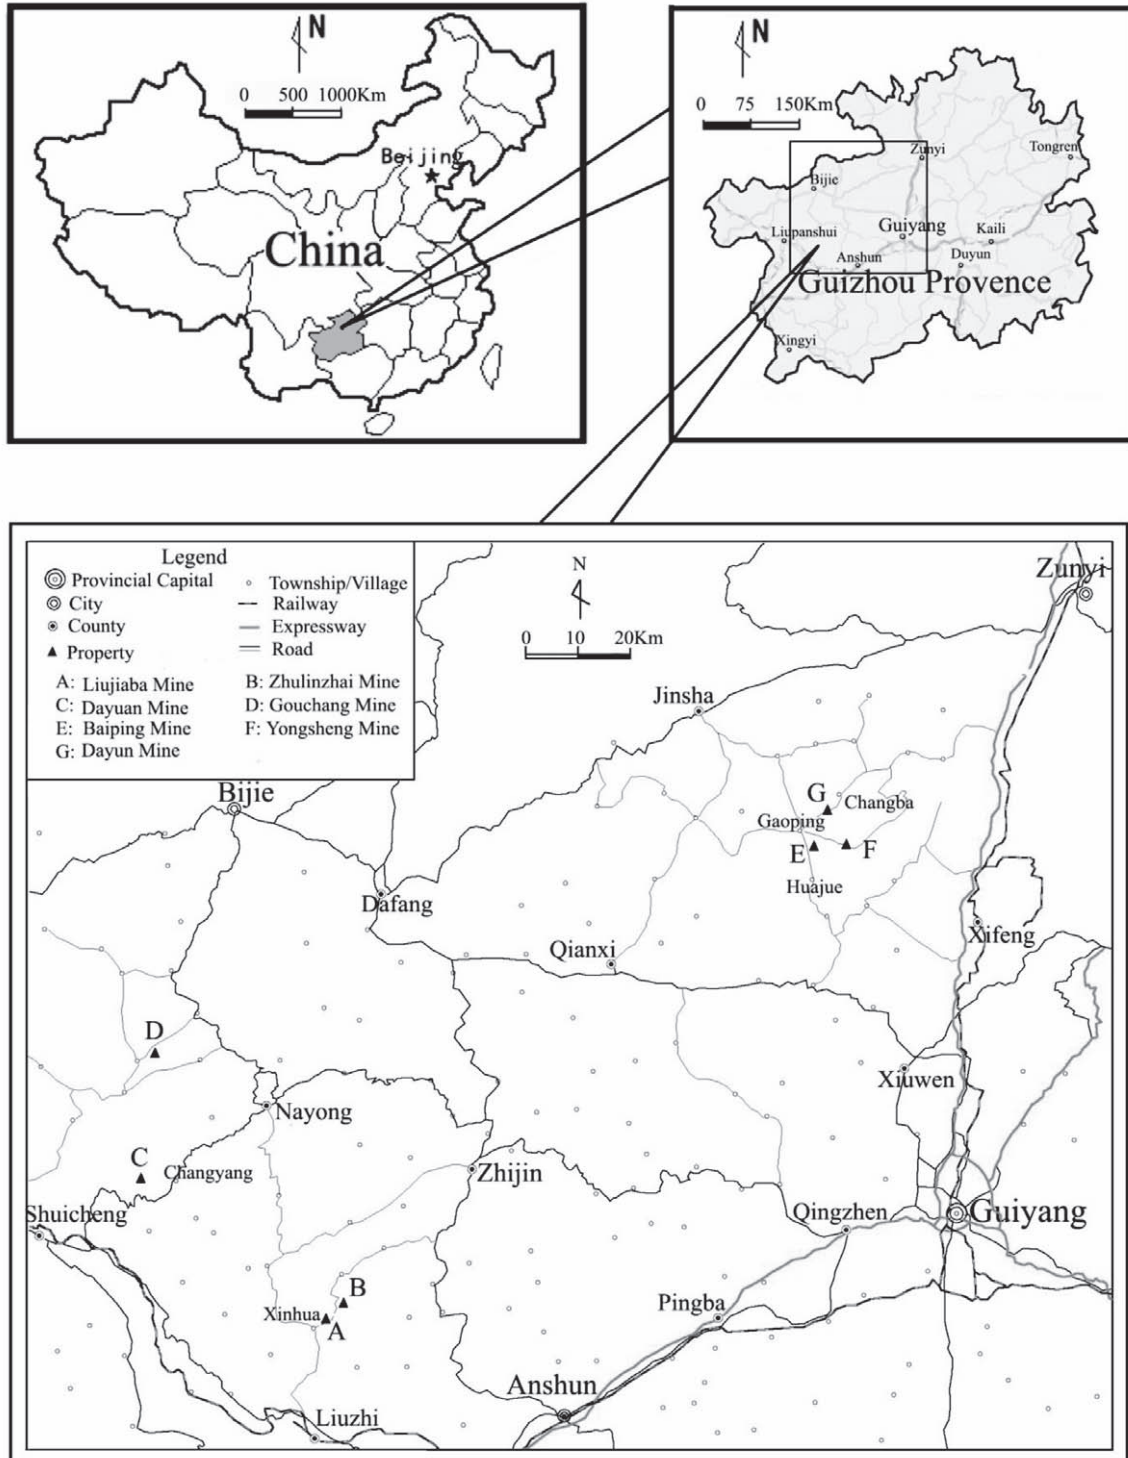 N
0 500 1000Km
Beijing
China
N
0 75 150Km
Zunyi
Tongren
Bijie
Liupanshui
Guiyang
Kaili
Anshun
Duyun
Guizhou Provence
Xingyi
Legend
Provincial Capital
Township/Village
City
Railway
County
Expressway
Property
Road
A: Liujiaba Mine
B: Zhulinzhai Mine
C: Dayuan Mine
D: Gouchang Mine
E: Baiping Mine
F: Yongsheng Mine
G: Dayun Mine
N
0 10 20Km
Zunyi
Jinsha
Bijie
G
Changba
Gaoping
E
F
Huajue
Dafang
Xifeng
Qianxi
D
Xiuwen
Nayong
C
Changyang
Zhijin
Shuicheng
Qingzhen
Guiyang
B
Xinhua
A
Pingba
Anshun
Liuzhi